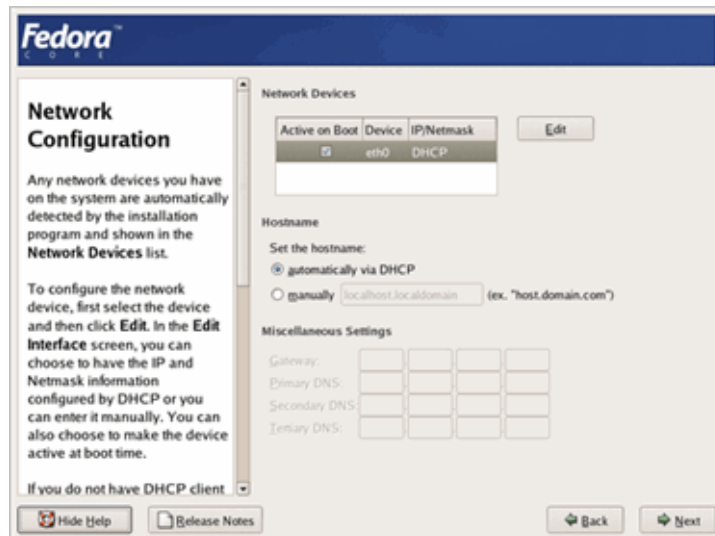 Fedora™
CORE
Network
Configuration
Any network devices you have
on the system are automatically
detected by the installation
program and shown in the
Network Devices list.
To configure the network
device, first select the device
and then click Edit. In the Edit
Interface screen, you can
choose to have the IP and
Netmask information
configured by DHCP or you
can enter it manually. You can
also choose to make the device
active at boot time.
If you do not have DHCP client
Network Devices
Active on Boot Device IP/Netmask
eth0 DHCP
Edit
Hostname
Set the hostname:
automatically via DHCP
manually localhost.localdomain (ex. "host.domain.com")
Miscellaneous Settings
Gateway:
Primary DNS:
Secondary DNS:
Tertiary DNS:
Hide Help
Release Notes
Back
Next